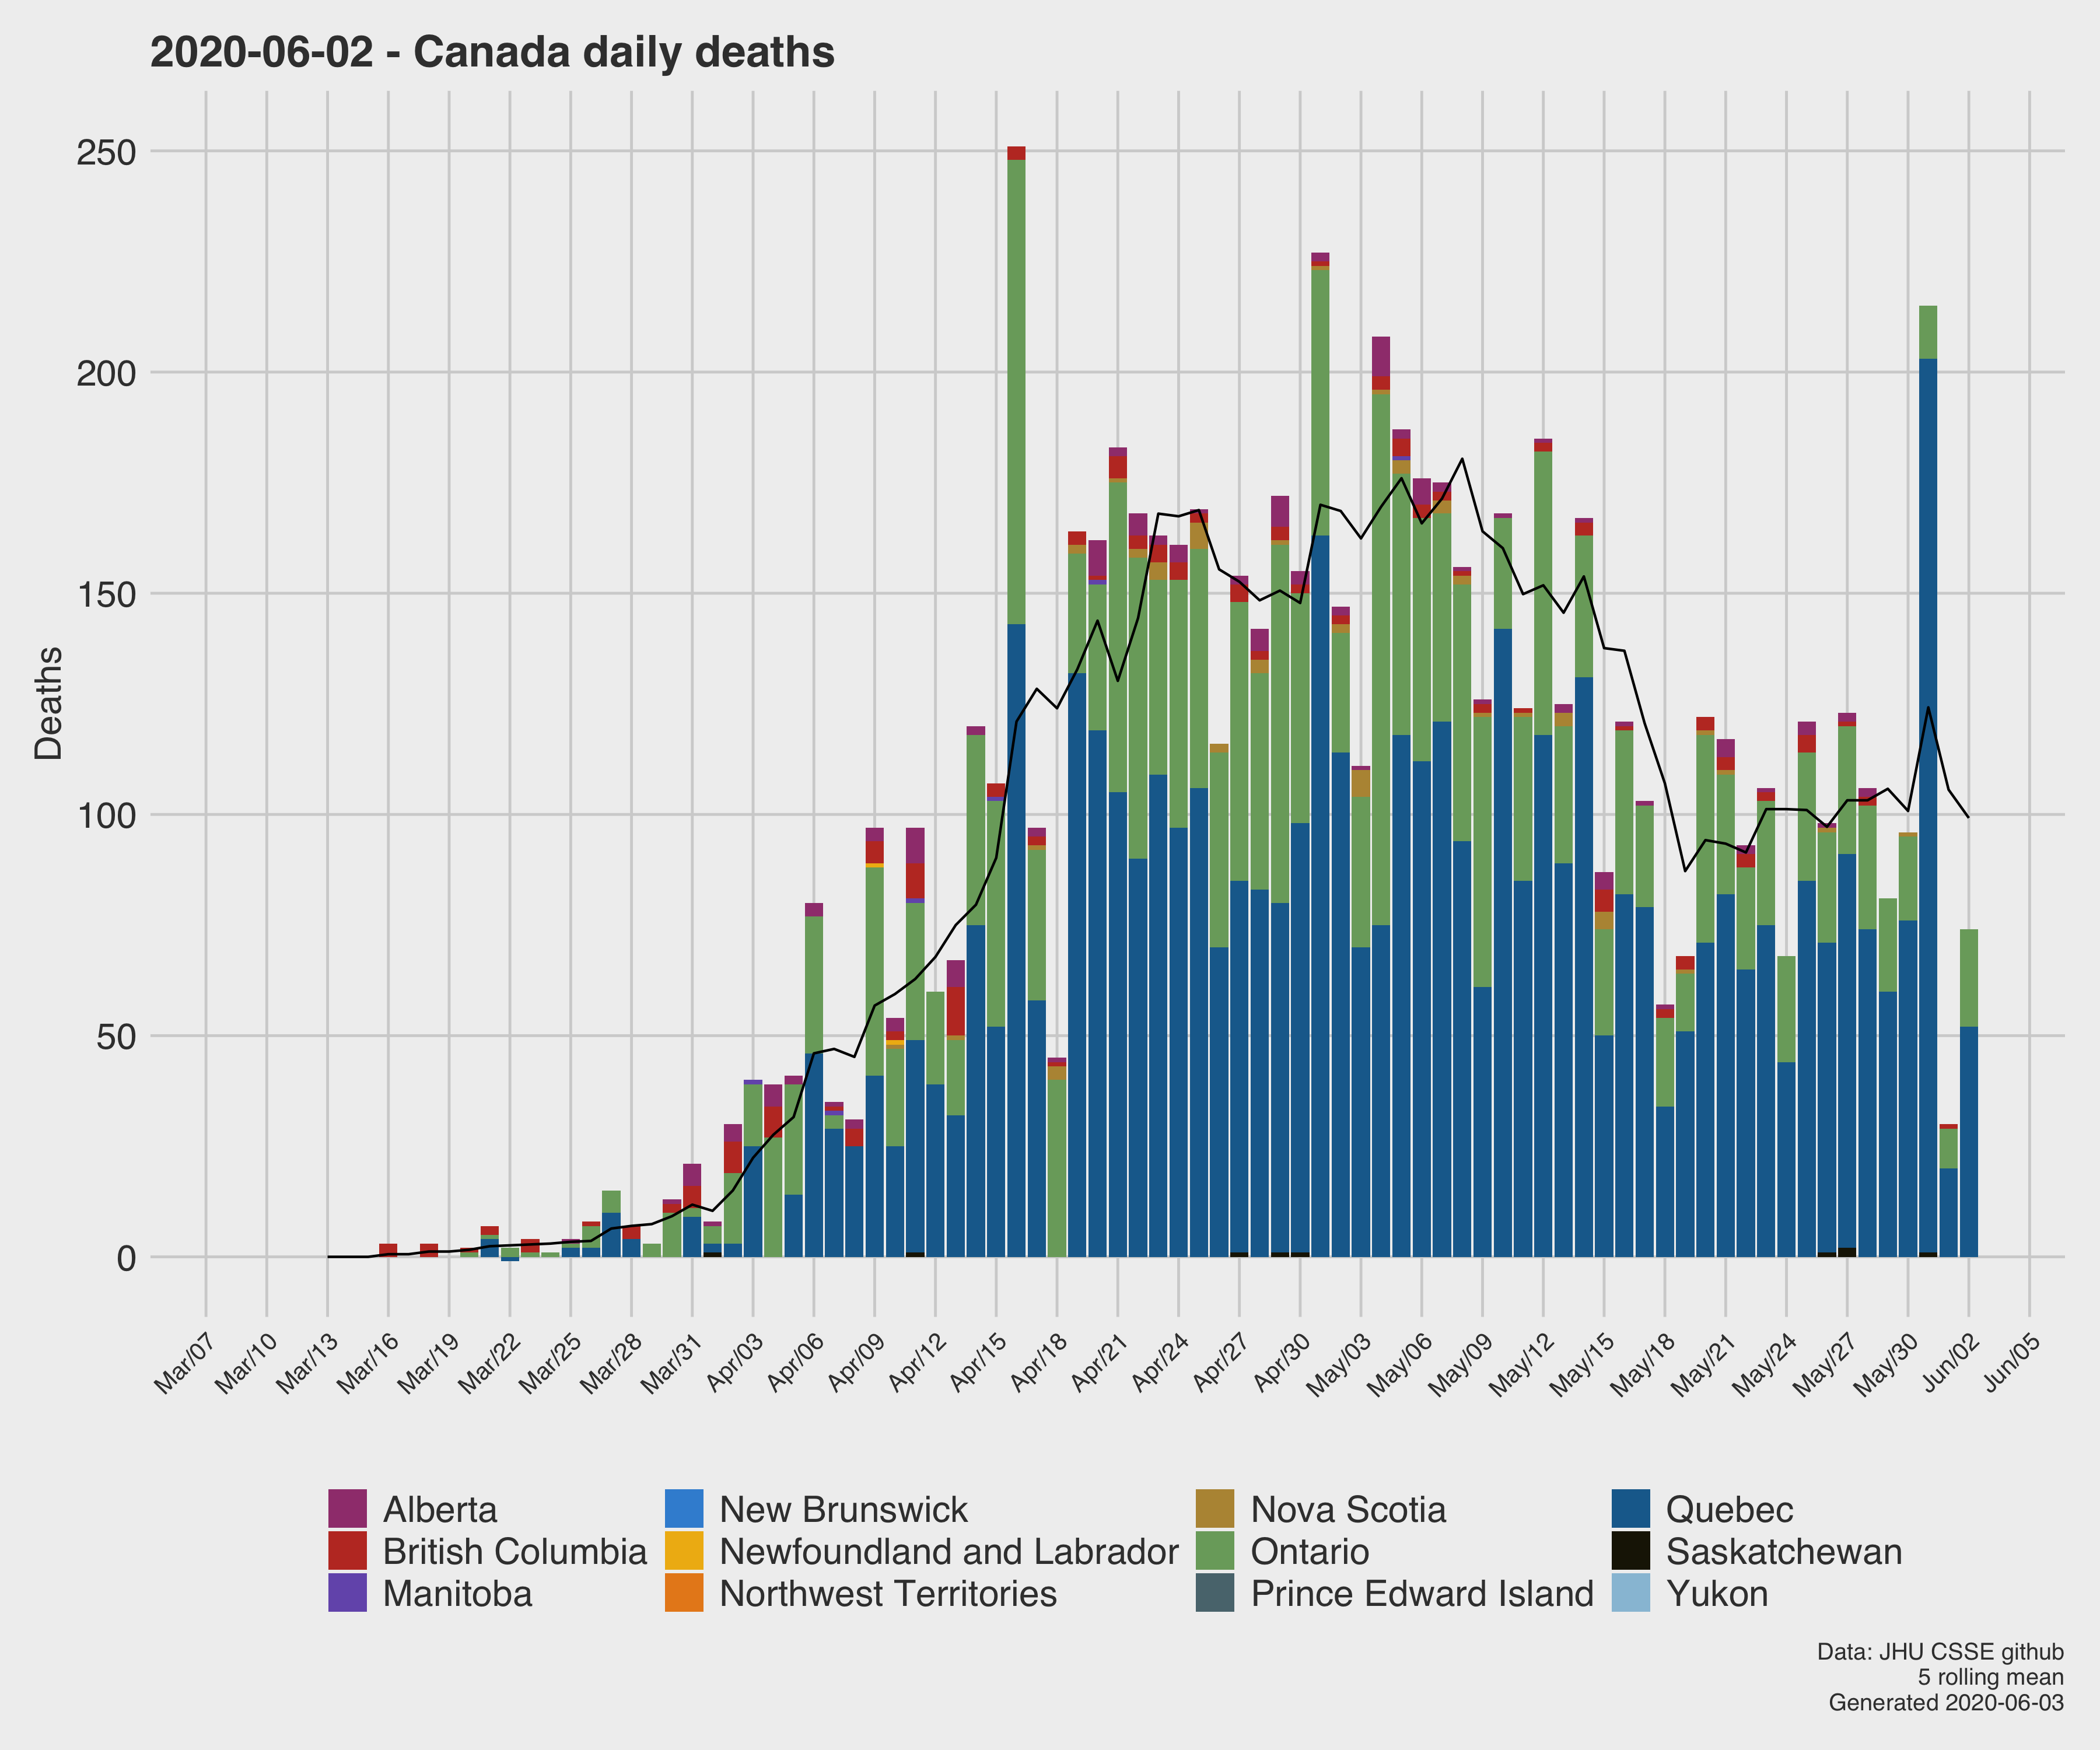 2020-06-02 - Canada daily deaths
Deaths
250
200
150
100
50
0
Mar/07 Mar/10 Mar/13 Mar/16 Mar/19 Mar/22 Mar/25 Mar/28 Mar/31 Apr/03 Apr/06 Apr/09 Apr/12 Apr/15 Apr/18 Apr/21 Apr/24 Apr/27 Apr/30 May/03 May/06 May/09 May/12 May/15 May/18 May/21 May/24 May/27 May/30 Jun/02 Jun/05
Alberta New Brunswick Nova Scotia Quebec
British Columbia Newfoundland and Labrador Ontario Saskatchewan
Manitoba Northwest Territories Prince Edward Island Yukon
Data: JHU CSSE github
5 rolling mean
Generated 2020-06-03